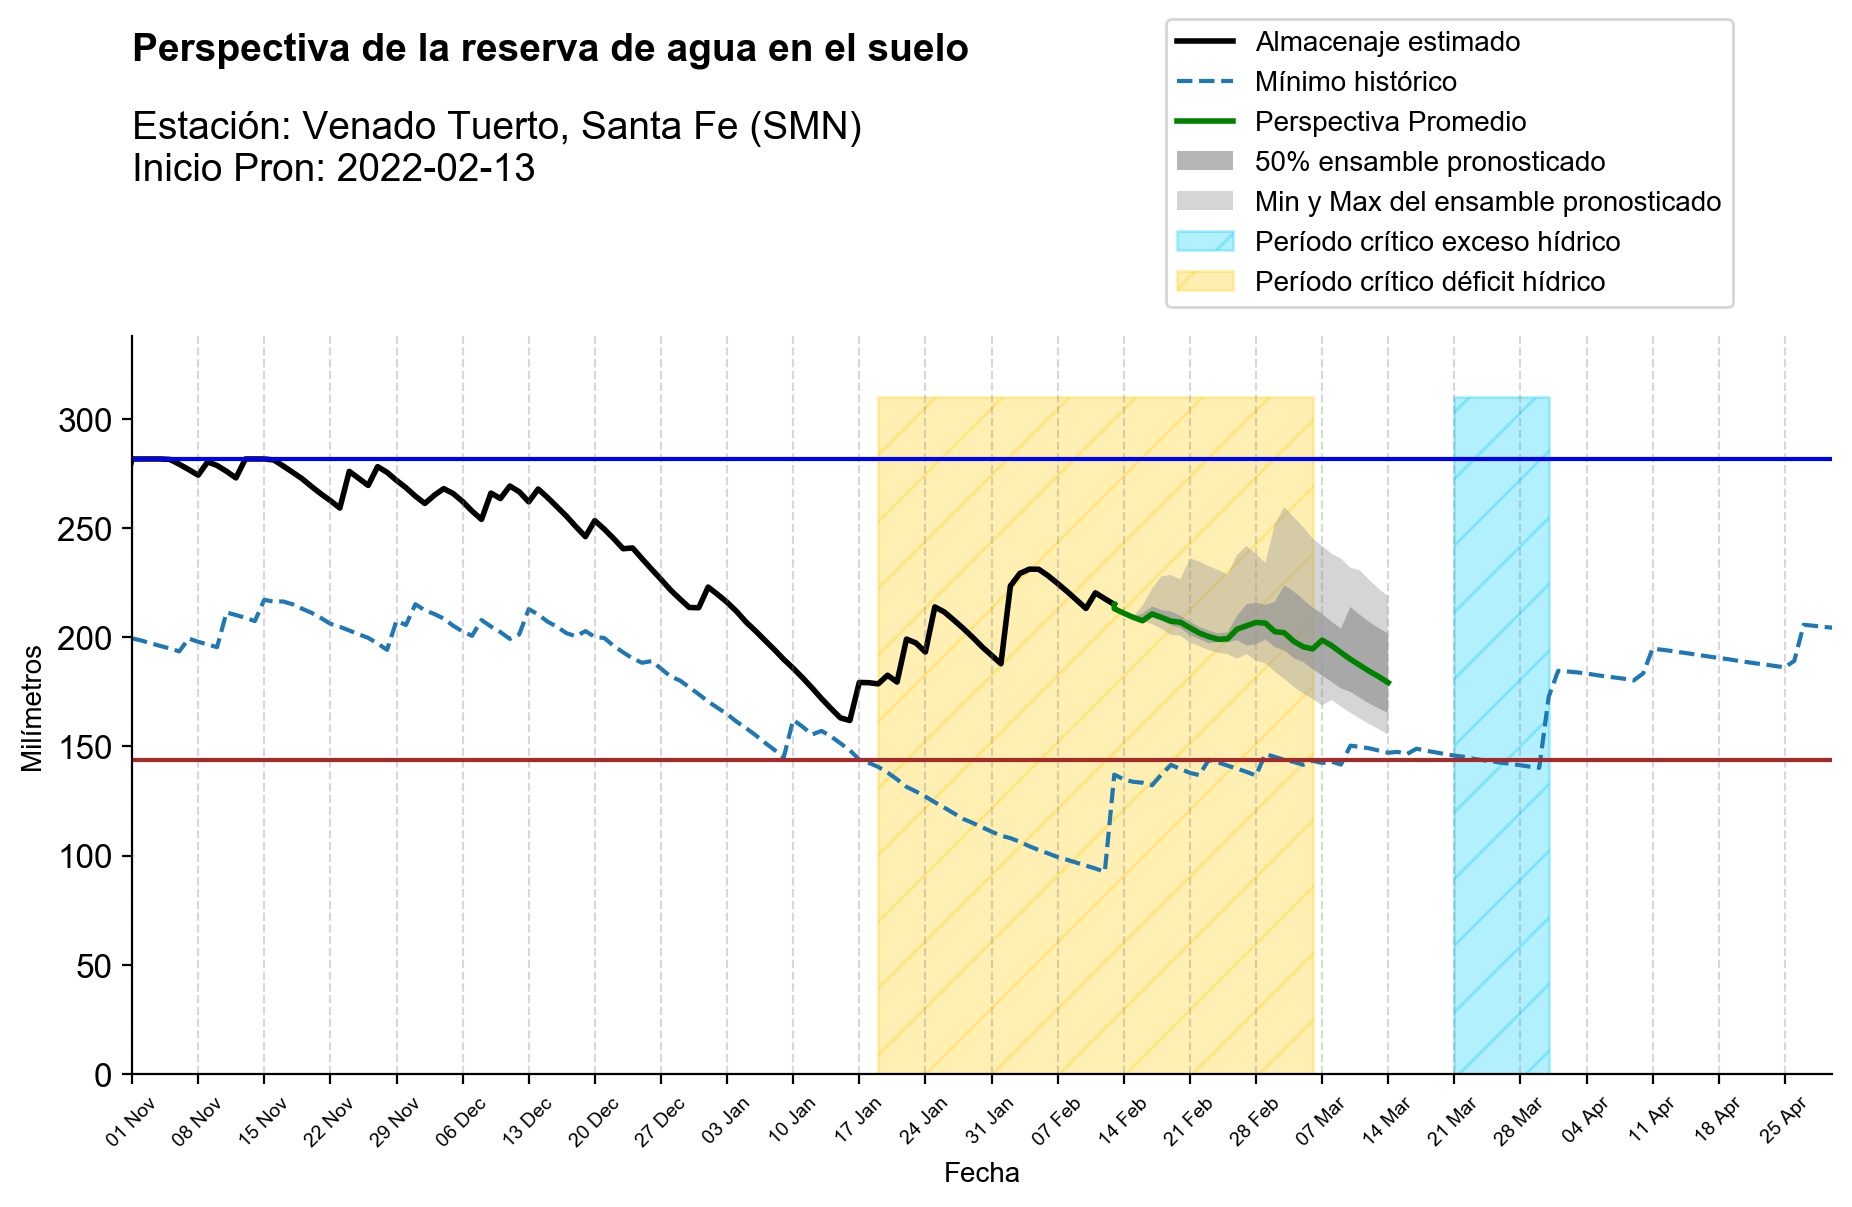 Perspectiva de la reserva de agua en el suelo
Estación: Venado Tuerto, Santa Fe (SMN)
Inicio Pron: 2022-02-13
Almacenaje estimado
Mínimo histórico
Perspectiva Promedio
50% ensamble pronosticado
Min y Max del ensamble pronosticado
Período crítico exceso hídrico
Período crítico déficit hídrico
Milímetros
300
250
200
150
100
50
0
01 Nov
08 Nov
15 Nov
22 Nov
29 Nov
06 Dec
13 Dec
20 Dec
27 Dec
03 Jan
10 Jan
17 Jan
24 Jan
31 Jan
07 Feb
14 Feb
21 Feb
28 Feb
07 Mar
14 Mar
21 Mar
28 Mar
04 Apr
11 Apr
18 Apr
25 Apr
Fecha